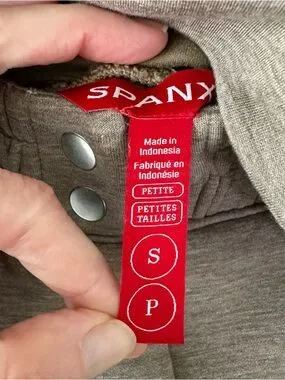 SPANX
Made in
Indonesia
Fabriqué en
Indonésie
PETITE
PETITES
TAILLES
S
P